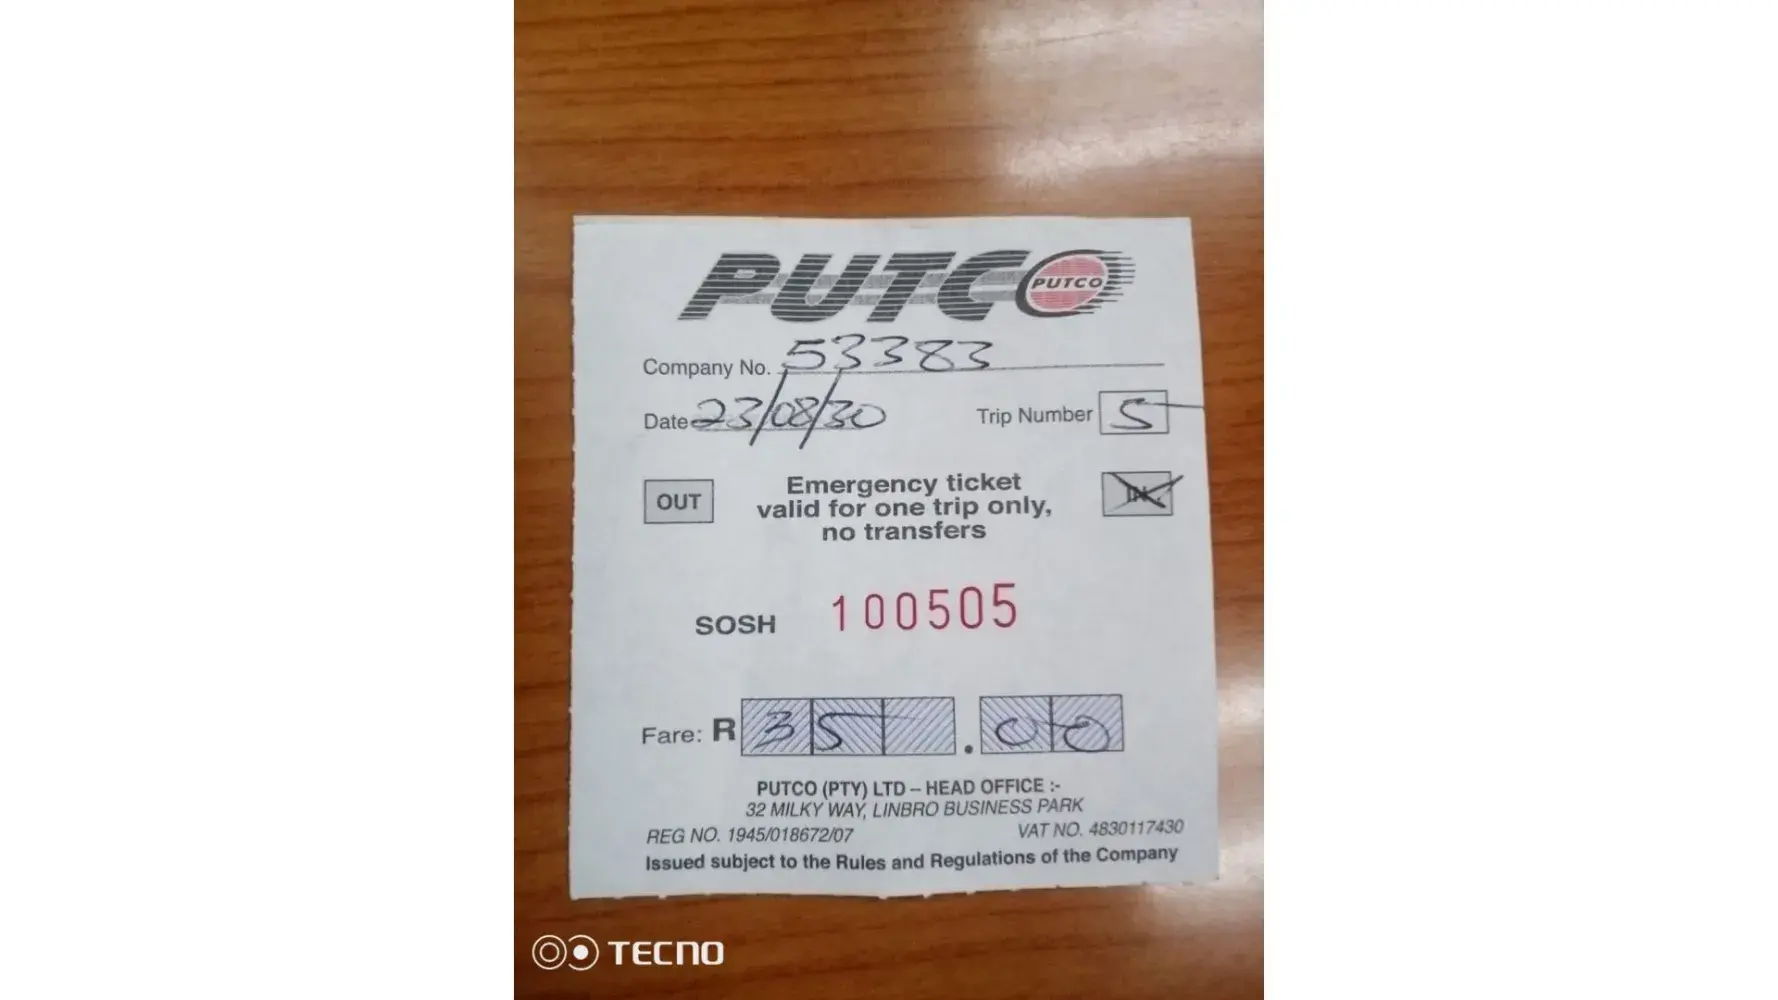 PUTCO PUTCO
Company No. 53383
Date 23/08/30 Trip Number 5
OUT Emergency ticket IN
valid for one trip only,
no transfers
SOSH 100505
Fare: R 35 . 00
PUTCO (PTY) LTD – HEAD OFFICE :-
32 MILKY WAY, LINBRO BUSINESS PARK
REG NO. 1945/018672/07 VAT NO. 4830117430
Issued subject to the Rules and Regulations of the Company
TECNO